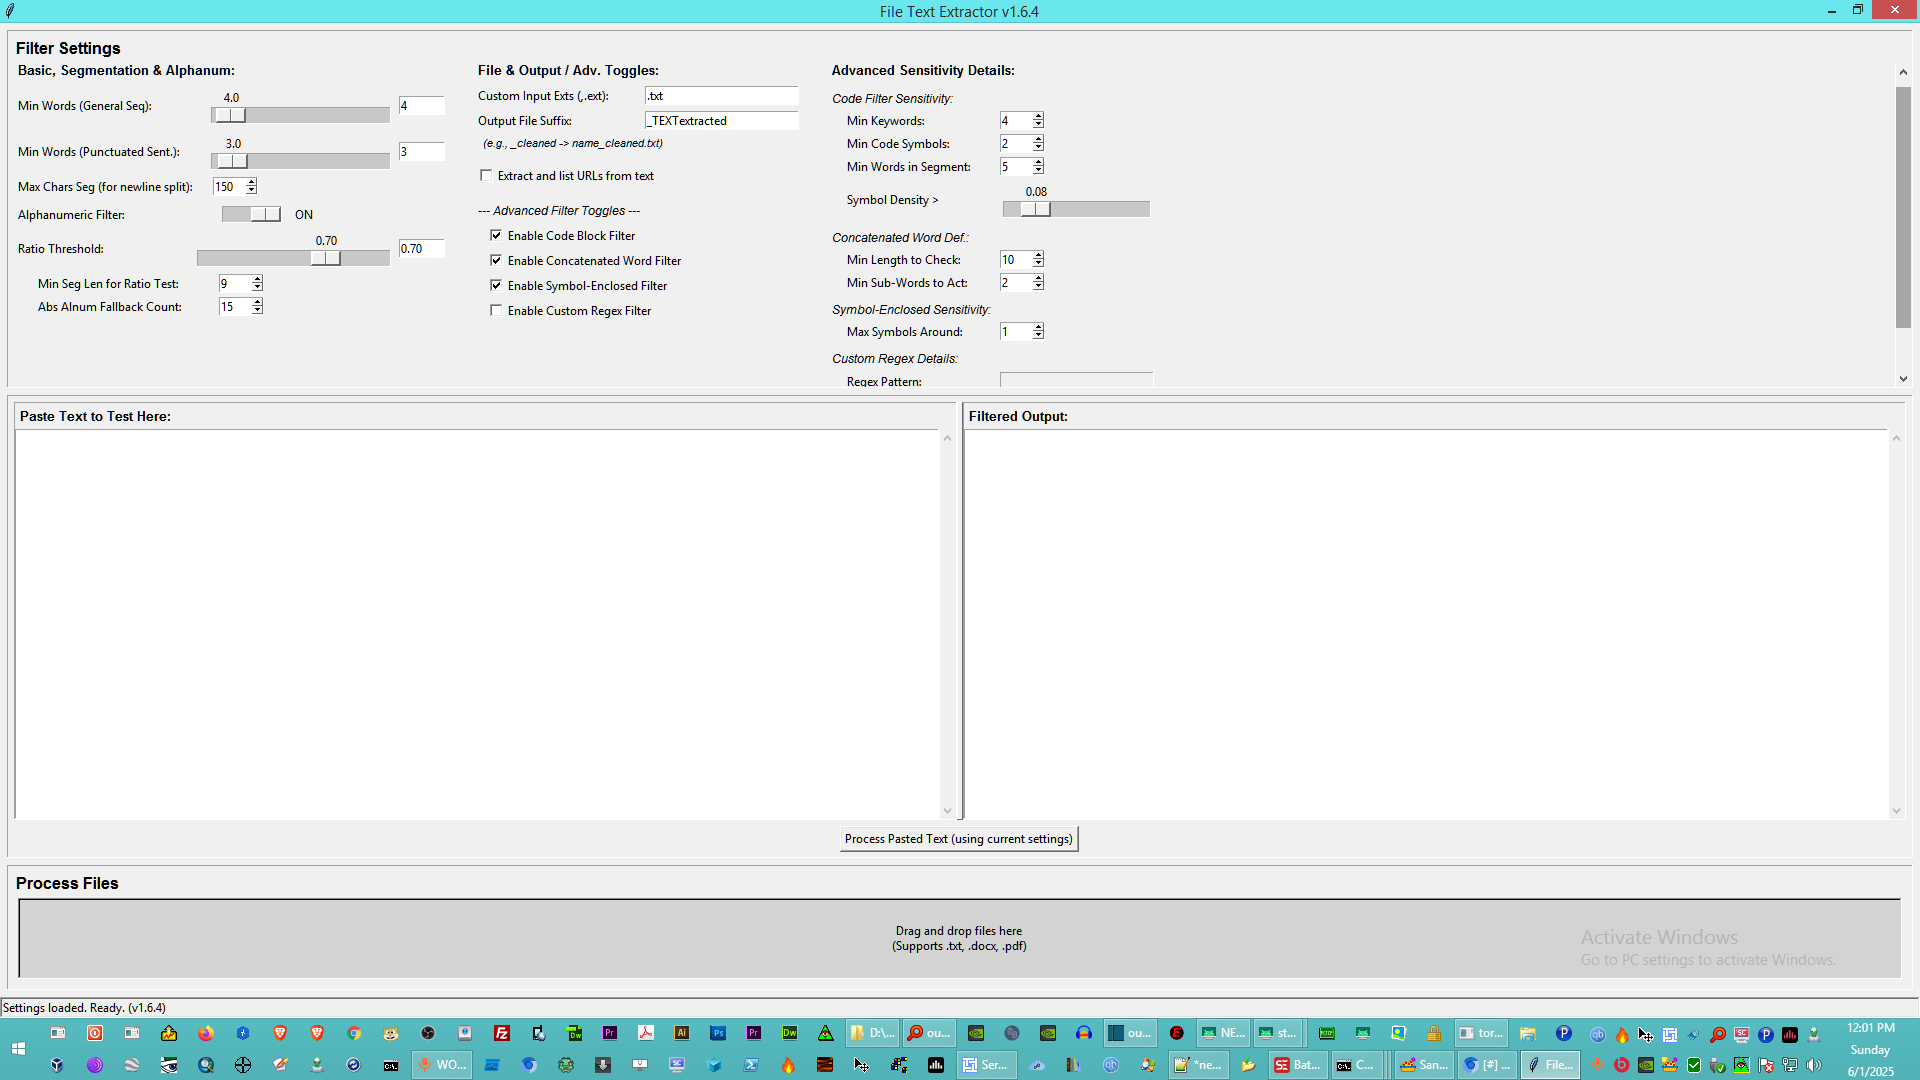 File Text Extractor v1.6.4
Filter Settings
Basic, Segmentation & Alphanum:
Min Words (General Seq):
4.0
4
Min Words (Punctuated Sent.):
3.0
3
Max Chars Seg (for newline split):
150
Alphanumeric Filter:
ON
Ratio Threshold:
0.70
0.70
Min Seg Len for Ratio Test:
9
Abs Alnum Fallback Count:
15
File & Output / Adv. Toggles:
Custom Input Exts (,.ext):
.txt
Output File Suffix:
_TEXTextracted
(e.g., _cleaned -> name_cleaned.txt)
Extract and list URLs from text
--- Advanced Filter Toggles ---
Enable Code Block Filter
Enable Concatenated Word Filter
Enable Symbol-Enclosed Filter
Enable Custom Regex Filter
Advanced Sensitivity Details:
Code Filter Sensitivity:
Min Keywords:
4
Min Code Symbols:
2
Min Words in Segment:
5
Symbol Density >
0.08
Concatenated Word Def.:
Min Length to Check:
10
Min Sub-Words to Act:
2
Symbol-Enclosed Sensitivity:
Max Symbols Around:
1
Custom Regex Details:
Regex Pattern:
Paste Text to Test Here:
Filtered Output:
Process Pasted Text (using current settings)
Process Files
Drag and drop files here
(Supports .txt, .docx, .pdf)
Activate Windows
Go to PC settings to activate Windows.
Settings loaded. Ready. (v1.6.4)
D:\...
ou...
ou...
NE...
st...
tor...
12:01 PM
WO...
Ser...
*ne...
Bat...
C...
San...
[#] ...
File...
Sunday
6/1/2025